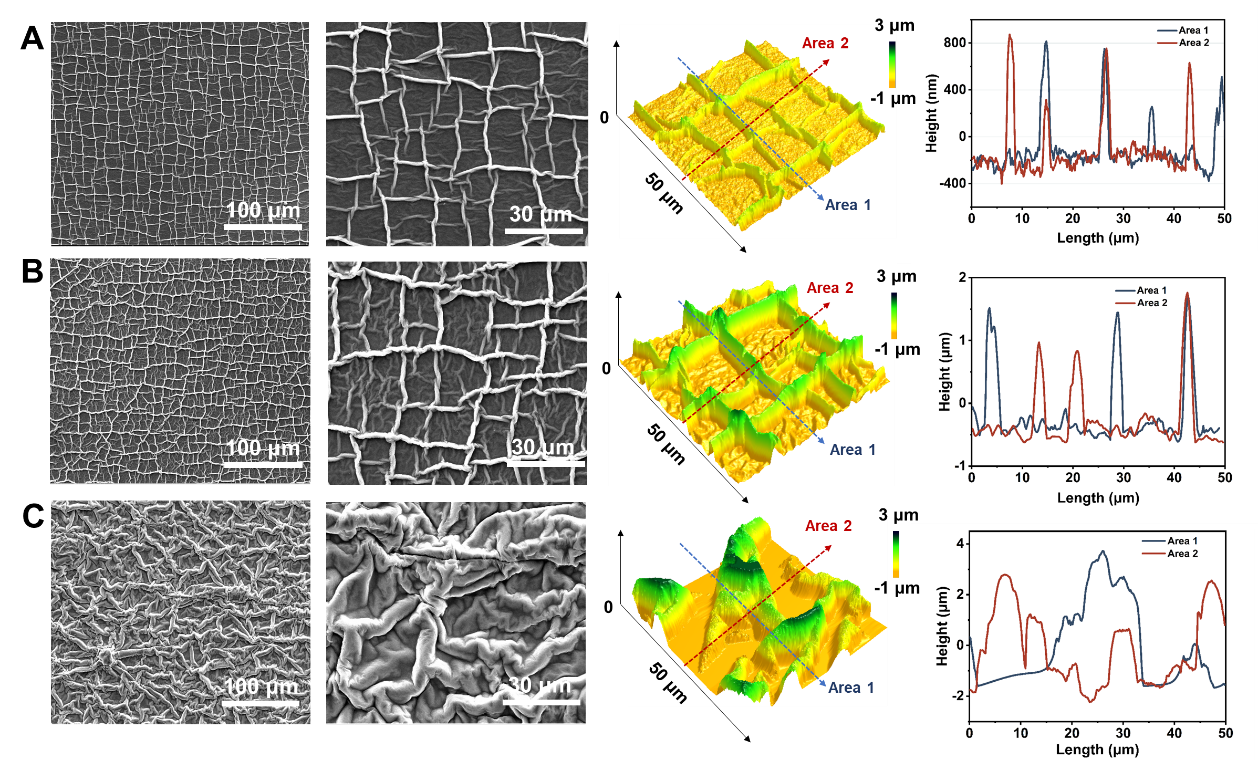 A
100 µm
30 µm
0
50 µm
Area 2
Area 1
3 µm
-1 µm
Area 1
Area 2
800
400
0
-400
Height (nm)
0 10 20 30 40 50
Length (µm)
B
100 µm
30 µm
0
50 µm
Area 2
Area 1
3 µm
-1 µm
Area 1
Area 2
2
1
0
-1
Height (µm)
0 10 20 30 40 50
Length (µm)
C
100 µm
30 µm
0
50 µm
Area 2
Area 1
3 µm
-1 µm
Area 1
Area 2
4
2
0
-2
Height (µm)
0 10 20 30 40 50
Length (µm)